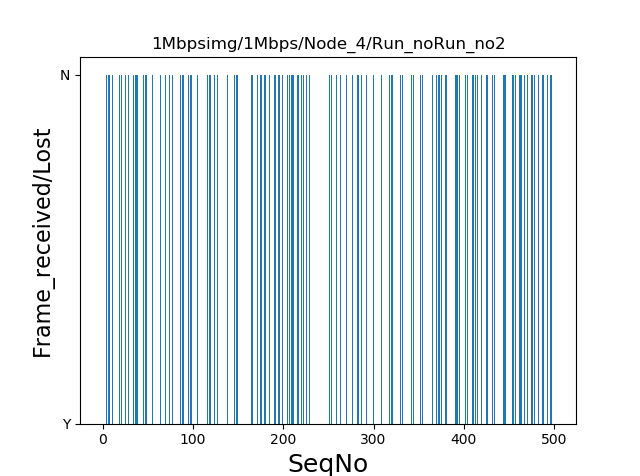 1Mbpsimg/1Mbps/Node_4/Run_noRun_no2
N
Frame_received/Lost
Y
0 100 200 300 400 500
SeqNo